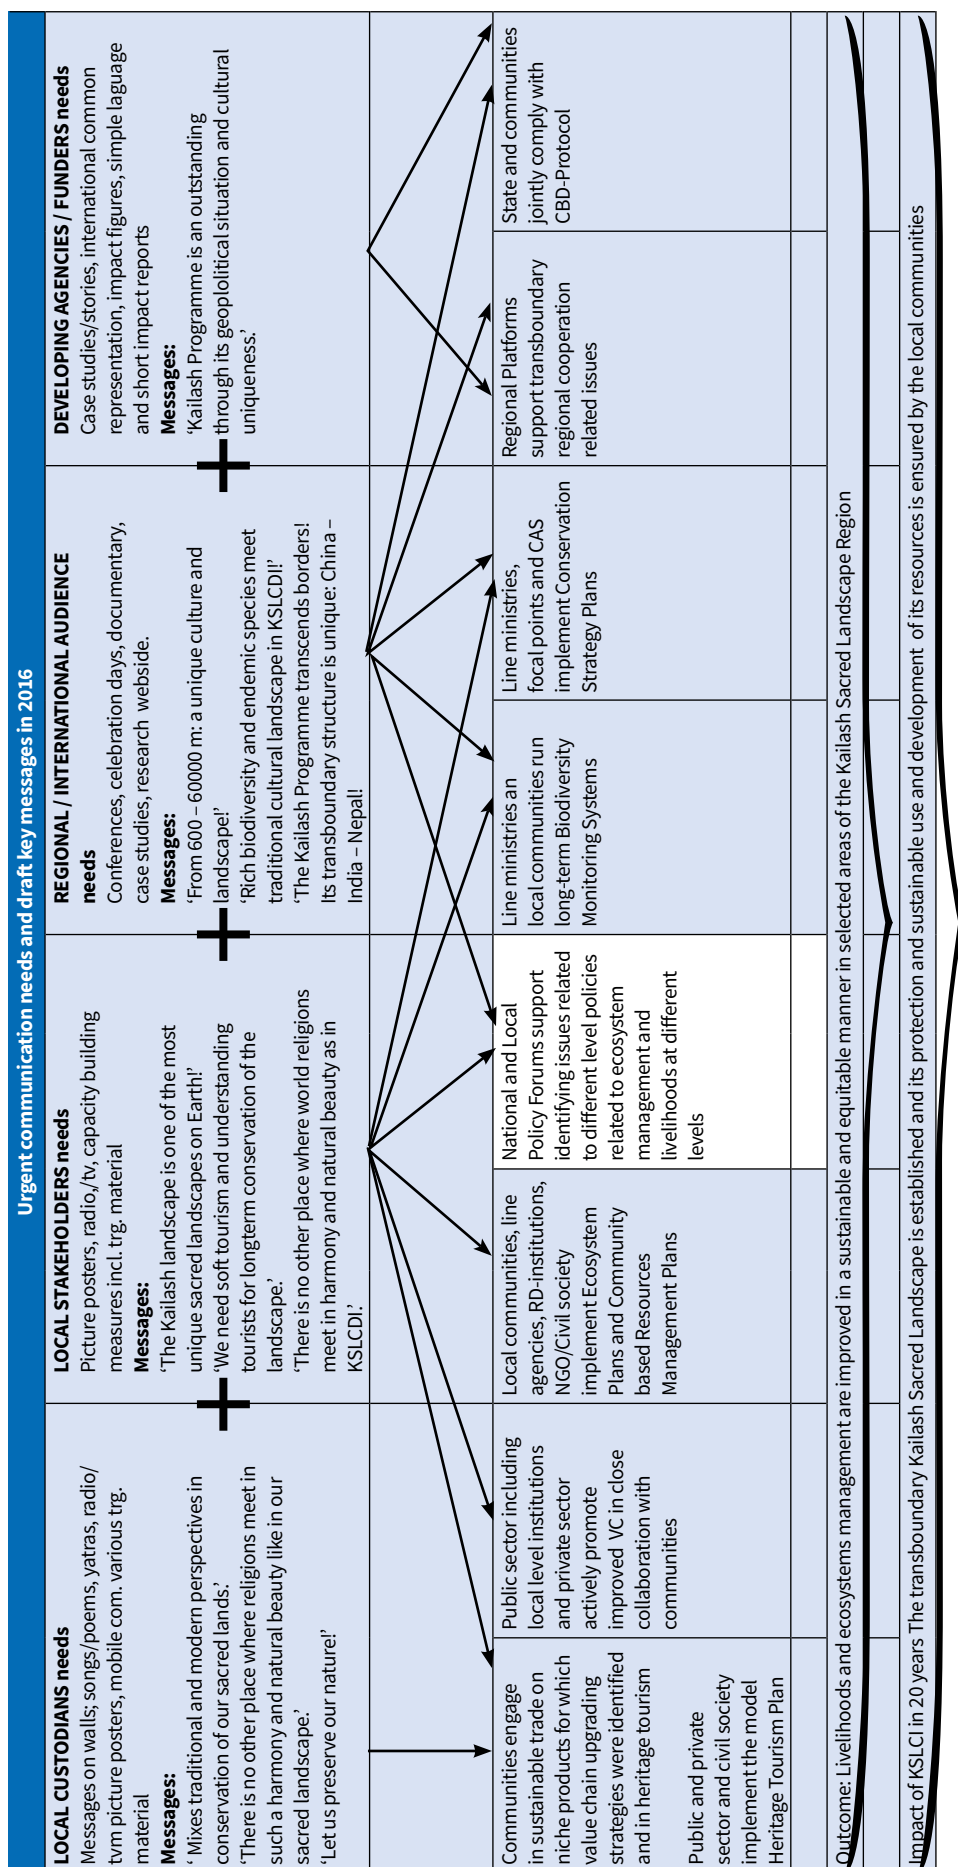 Urgent communication needs and draft key messages in 2016
LOCAL CUSTODIANS needs
Messages on walls; songs/poems, yatras, radio/
tvm picture posters, mobile com. various trg.
material
Messages:
‘ Mixes traditional and modern perspectives in
conservation of our sacred lands.’
‘There is no other place where religions meet in
such a harmony and natural beauty like in our
sacred landscape.’
‘Let us preserve our nature!’
LOCAL STAKEHOLDERS needs
Picture posters, radio,/tv, capacity building
measures incl. trg. material
Messages:
‘The Kailash landscape is one of the most
unique sacred landscapes on Earth!’
‘We need soft tourism and understanding
tourists for longterm conservation of the
landscape.’
‘There is no other place where world religions
meet in harmony and natural beauty as in
KSLCDI.’
REGIONAL / INTERNATIONAL AUDIENCE
needs
Conferences, celebration days, documentary,
case studies, research webside.
Messages:
‘From 600 – 60000 m: a unique culture and
landscape!’
‘Rich biodiversity and endemic species meet
traditional cultural landscape in KSLCDI!’
‘The Kailash Programme transcends borders!
Its transboundary structure is unique: China –
India – Nepal!
DEVELOPING AGENCIES / FUNDERS needs
Case studies/stories, international common
representation, impact figures, simple laguage
and short impact reports
Messages:
‘Kailash Programme is an outstanding
through its geoplolitical situation and cultural
uniqueness.’
Communities engage
in sustainable trade on
niche products for which
value chain upgrading
strategies were identified
and in heritage tourism
Public and private
sector and civil society
implement the model
Heritage Tourism Plan
Public sector including
local level institutions
and private sector
actively promote
improved VC in close
collaboration with
communities
Local communities, line
agencies, RD-institutions,
NGO/Civil society
implement Ecosystem
Plans and Community
based Resources
Management Plans
National and Local
Policy Forums support
identifying issues related
to different level policies
related to ecosystem
management and
livelihoods at different
levels
Line ministries an
local communities run
long-term Biodiversity
Monitoring Systems
Line ministries,
focal points and CAS
implement Conservation
Strategy Plans
Regional Platforms
support transboundary
regional cooperation
related issues
State and communities
jointly comply with
CBD-Protocol
Outcome: Livelihoods and ecosystems management are improved in a sustainable and equitable manner in selected areas of the Kailash Sacred Landscape Region
Impact of KSLCI in 20 years The transboundary Kailash Sacred Landscape is established and its protection and sustainable use and development of its resources is ensured by the local communities